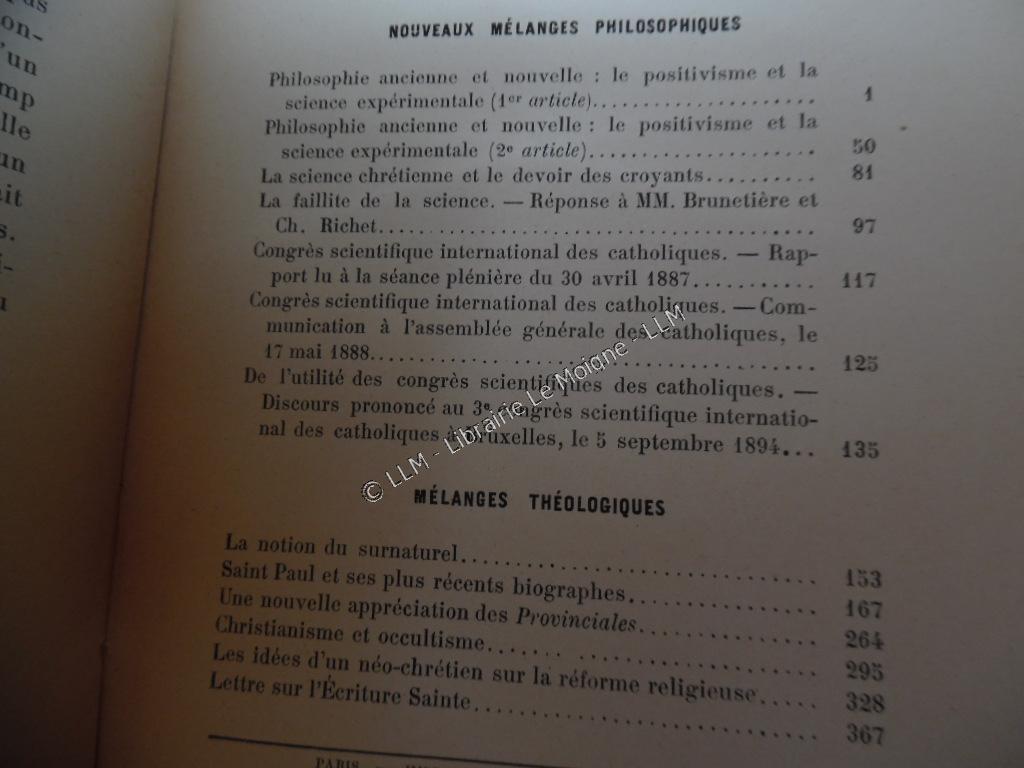 on-
'un
mp
lle
un
ait
s.
i-
u
NOUVEAUX MÉLANGES PHILOSOPHIQUES
Philosophie ancienne et nouvelle : le positivisme et la
science expérimentale (1er article).................... 1
Philosophie ancienne et nouvelle : le positivisme et la
science expérimentale (2e article).................... 50
La science chrétienne et le devoir des croyants.......... 81
La faillite de la science. — Réponse à MM. Brunetière et
Ch. Richet........................................ 97
Congrès scientifique international des catholiques. — Rap-
port lu à la séance plénière du 30 avril 1887........... 117
Congrès scientifique international des catholiques. — Com-
munication à l'assemblée générale des catholiques, le
17 mai 1888........................................ 125
De l'utilité des congrès scientifiques des catholiques. —
Discours prononcé au 3e congrès scientifique internatio-
nal des catholiques à Bruxelles, le 5 septembre 1894... 135
© LLM - Librairie Le Moigne - LLM
MÉLANGES THÉOLOGIQUES
La notion du surnaturel................................ 153
Saint Paul et ses plus récents biographes................ 167
Une nouvelle appréciation des Provinciales............... 264
Christianisme et occultisme....... .................... 295
Les idées d'un néo-chrétien sur la réforme religieuse..... 328
Lettre sur l'Écriture Sainte............................ 367
PARIS